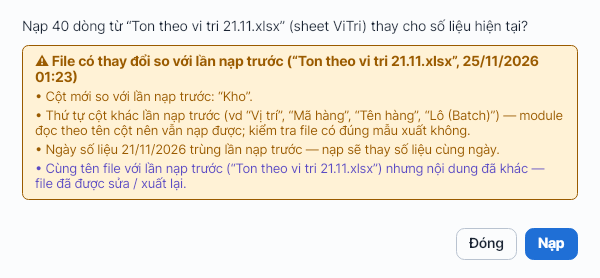 Nạp 40 dòng từ “Ton theo vi tri 21.11.xlsx” (sheet ViTri) thay cho số liệu hiện tại?
⚠ File có thay đổi so với lần nạp trước (“Ton theo vi tri 21.11.xlsx”, 25/11/2026
01:23)
• Cột mới so với lần nạp trước: “Kho”.
• Thứ tự cột khác lần nạp trước (vd “Vị trí”, “Mã hàng”, “Tên hàng”, “Lô (Batch)”) — module
đọc theo tên cột nên vẫn nạp được; kiểm tra file có đúng mẫu xuất không.
• Ngày số liệu 21/11/2026 trùng lần nạp trước — nạp sẽ thay số liệu cùng ngày.
• Cùng tên file với lần nạp trước (“Ton theo vi tri 21.11.xlsx”) nhưng nội dung đã khác —
file đã được sửa / xuất lại.
Đóng
Nạp